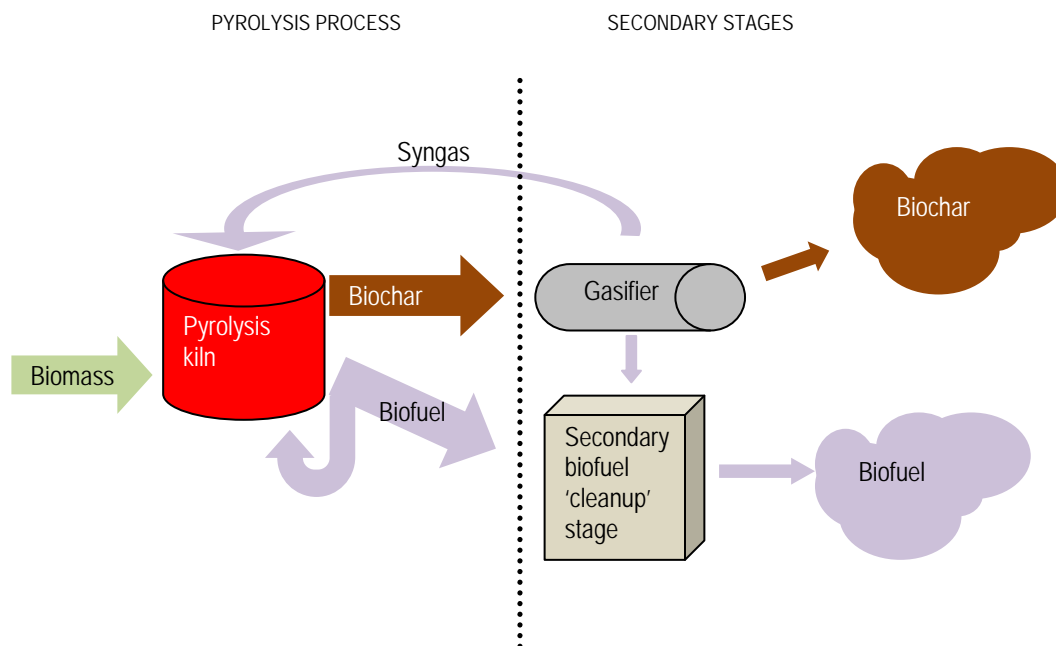 PYROLYSIS PROCESS
SECONDARY STAGES
Syngas
Biochar
Biochar
Gasifier
Pyrolysis
kiln
Biomass
Biofuel
Secondary
biofuel
‘cleanup’
stage
Biofuel